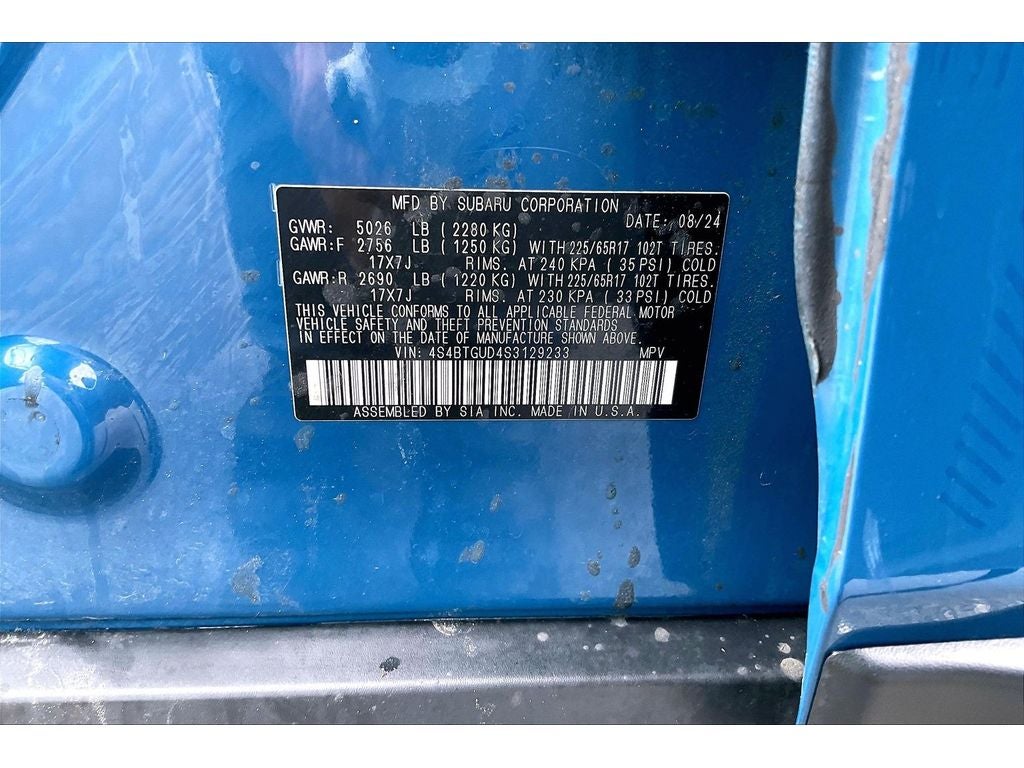 MFD BY SUBARU CORPORATION DATE: 08/24
GVWR: 5026 LB ( 2280 KG)
GAWR:F 2756 LB ( 1250 KG) WITH 225/65R17 102T TIRES.
17X7J RIMS. AT 240 KPA ( 35 PSI) COLD
GAWR:R 2690 LB ( 1220 KG) WITH 225/65R17 102T TIRES.
17X7J RIMS. AT 230 KPA ( 33 PSI) COLD
THIS VEHICLE CONFORMS TO ALL APPLICABLE FEDERAL MOTOR
VEHICLE SAFETY AND THEFT PREVENTION STANDARDS
IN EFFECT ON THE DATE OF MANUFACTURE SHOWN ABOVE.
VIN: 4S4BTGUD4S3129233 MPV
ASSEMBLED BY SIA INC. MADE IN U.S.A.